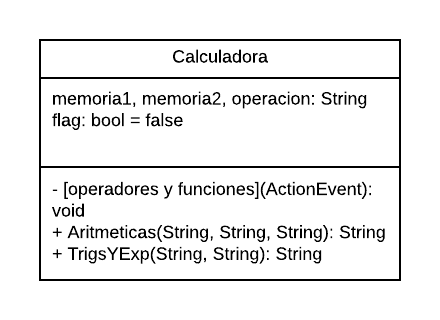 Calculadora
memoria1, memoria2, operacion: String
flag: bool = false
- [operadores y funciones](ActionEvent):
void
+ Aritmeticas(String, String, String): String
+ TrigsYExp(String, String): String